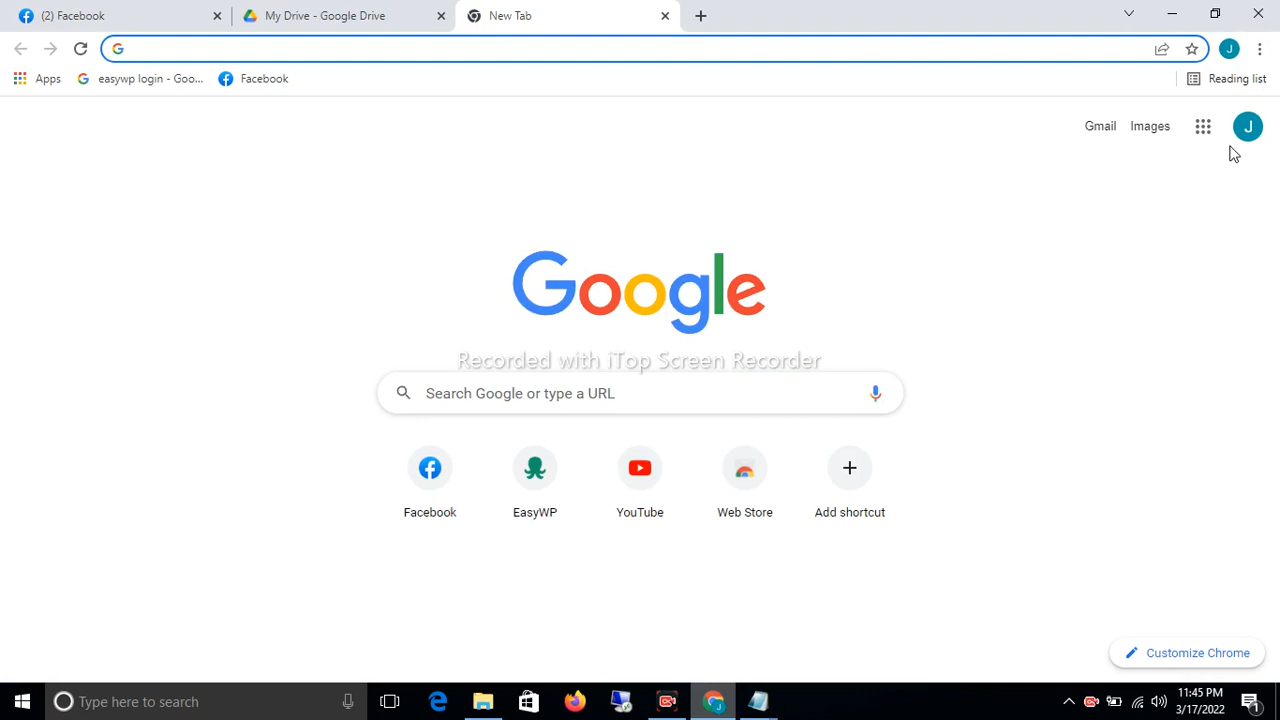 (2) Facebook
My Drive - Google Drive
New Tab
J
Apps
easywp login - Goo...
Facebook
Reading list
Gmail
Images
J
Google
Recorded with iTop Screen Recorder
Search Google or type a URL
Facebook
EasyWP
YouTube
Web Store
Add shortcut
Customize Chrome
Type here to search
11:45 PM
3/17/2022
1